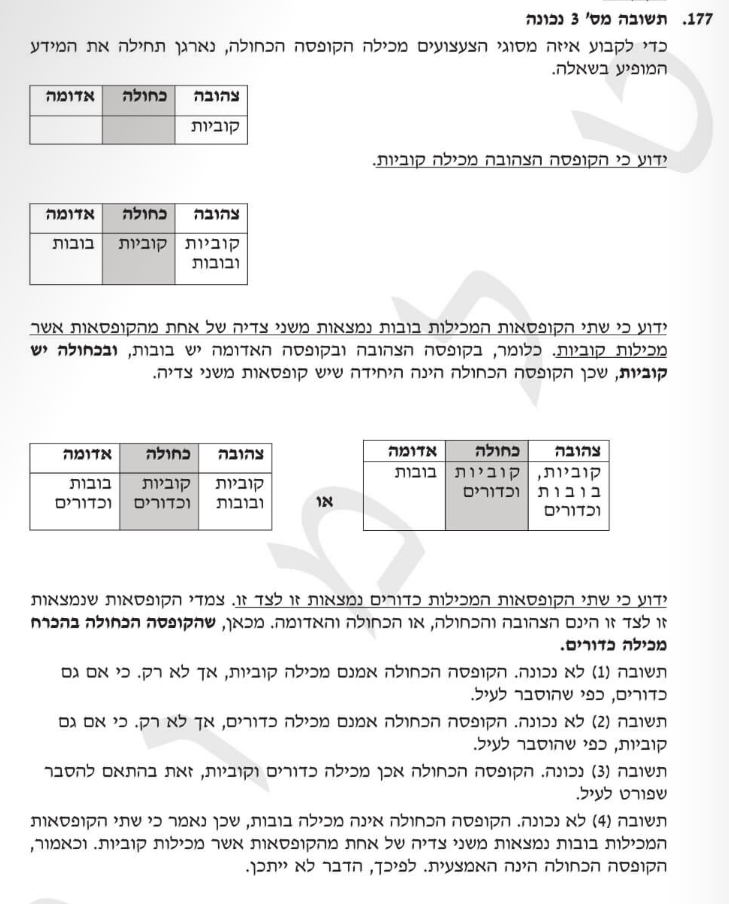 177. תשובה מס' 3 נכונה
כדי לקבוע איזה מסוגי הצעצועים מכילה הקופסה הכחולה, נארגן תחילה את המידע
המופיע בשאלה.
צהובה כחולה אדומה
קוביות
ידוע כי הקופסה הצהובה מכילה קוביות.
צהובה כחולה אדומה
קוביות קוביות בובות
ובובות
ידוע כי שתי הקופסאות המכילות בובות נמצאות משני צדיה של אחת מהקופסאות אשר
מכילות קוביות. כלומר, בקופסה הצהובה ובקופסה האדומה יש בובות, ובכחולה יש
קוביות, שכן הקופסה הכחולה הינה היחידה שיש קופסאות משני צדיה.
צהובה כחולה אדומה
קוביות, קוביות בובות
בובות וכדורים
וכדורים
או
צהובה כחולה אדומה
קוביות קוביות בובות
ובובות וכדורים וכדורים
ידוע כי שתי הקופסאות המכילות כדורים נמצאות זו לצד זו. צמדי הקופסאות שנמצאות
זו לצד זו הינם הצהובה והכחולה, או הכחולה והאדומה. מכאן, שהקופסה הכחולה בהכרח
מכילה כדורים.
תשובה (1) לא נכונה. הקופסה הכחולה אמנם מכילה קוביות, אך לא רק. כי אם גם
כדורים, כפי שהוסבר לעיל.
תשובה (2) לא נכונה. הקופסה הכחולה אמנם מכילה כדורים, אך לא רק. כי אם גם
קוביות, כפי שהוסבר לעיל.
תשובה (3) נכונה. הקופסה הכחולה אכן מכילה כדורים וקוביות, זאת בהתאם להסבר
שפורט לעיל.
תשובה (4) לא נכונה. הקופסה הכחולה אינה מכילה בובות, שכן נאמר כי שתי הקופסאות
המכילות בובות נמצאות משני צדיה של אחת מהקופסאות אשר מכילות קוביות. וכאמור,
הקופסה הכחולה הינה האמצעית. לפיכך, הדבר לא ייתכן.